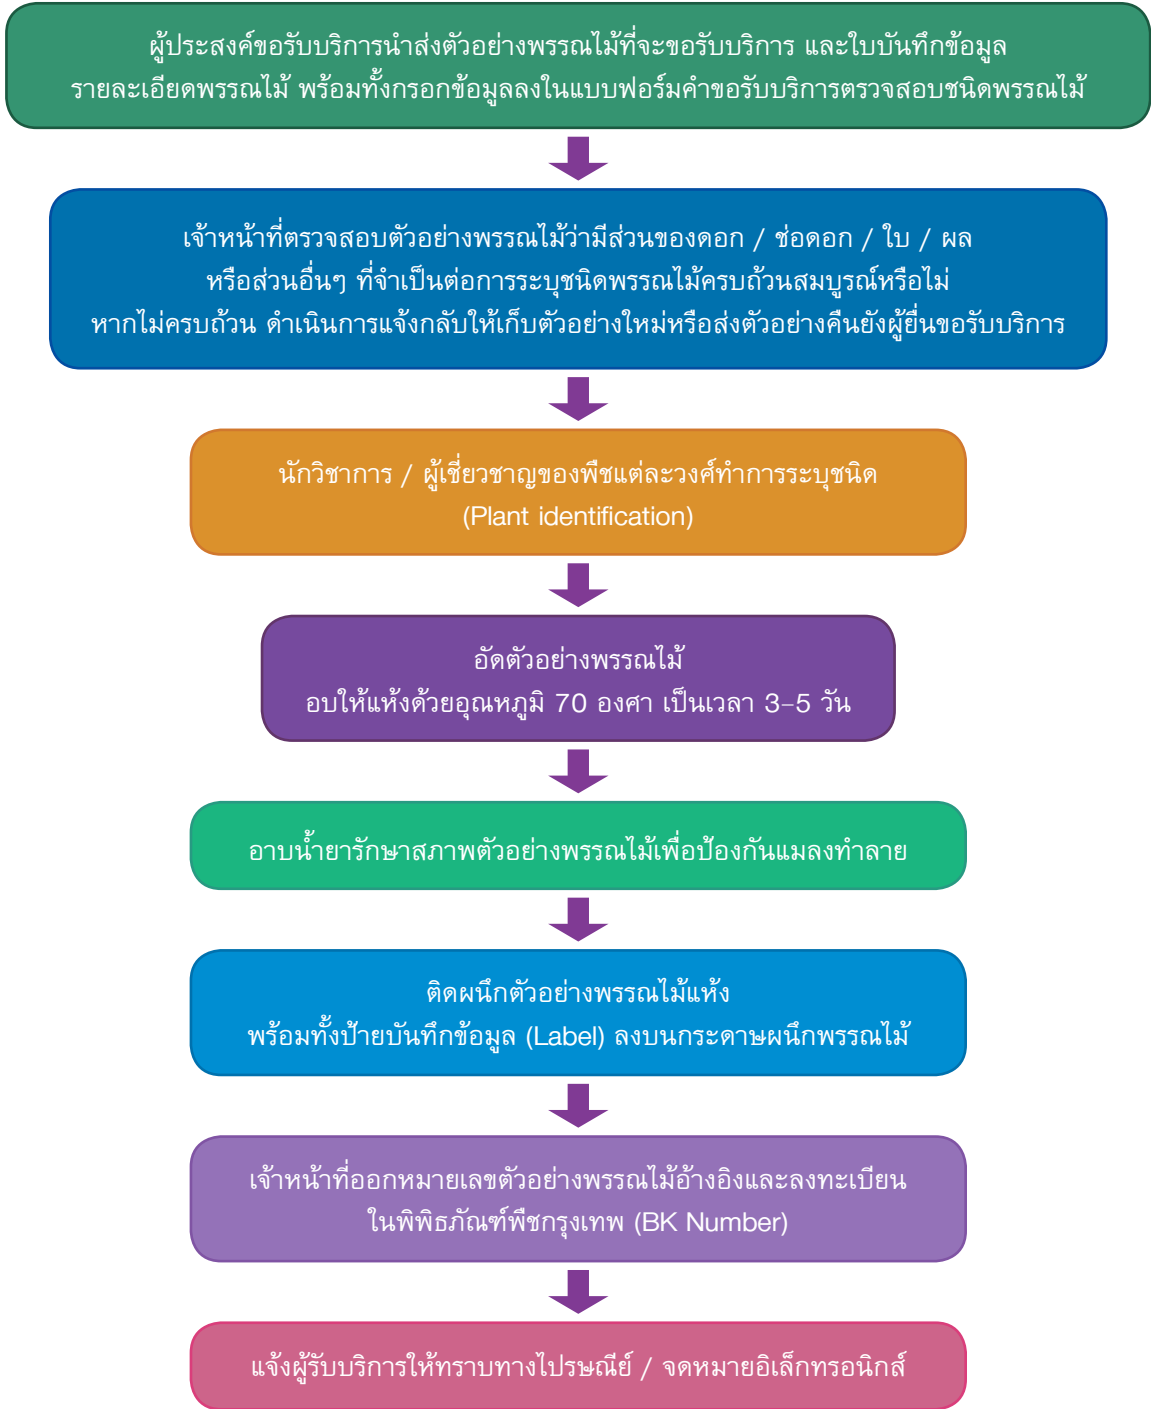 ผู้ประสงค์ขอรับบริการนำส่งตัวอย่างพรรณไม้ที่จะขอรับบริการ และใบบันทึกข้อมูล
รายละเอียดพรรณไม้ พร้อมทั้งกรอกข้อมูลลงในแบบฟอร์มคำขอรับบริการตรวจสอบชนิดพรรณไม้
เจ้าหน้าที่ตรวจสอบตัวอย่างพรรณไม้ว่ามีส่วนของดอก / ช่อดอก / ใบ / ผล
หรือส่วนอื่นๆ ที่จำเป็นต่อการระบุชนิดพรรณไม้ครบถ้วนสมบูรณ์หรือไม่
หากไม่ครบถ้วน ดำเนินการแจ้งกลับให้เก็บตัวอย่างใหม่หรือส่งตัวอย่างคืนยังผู้ยื่นขอรับบริการ
นักวิชาการ / ผู้เชี่ยวชาญของพืชแต่ละวงศ์ทำการระบุชนิด
(Plant identification)
อัดตัวอย่างพรรณไม้
อบให้แห้งด้วยอุณหภูมิ 70 องศา เป็นเวลา 3-5 วัน
อาบน้ำยารักษาสภาพตัวอย่างพรรณไม้เพื่อป้องกันแมลงทำลาย
ติดผนึกตัวอย่างพรรณไม้แห้ง
พร้อมทั้งป้ายบันทึกข้อมูล (Label) ลงบนกระดาษผนึกพรรณไม้
เจ้าหน้าที่ออกหมายเลขตัวอย่างพรรณไม้อ้างอิงและลงทะเบียน
ในพิพิธภัณฑ์พืชกรุงเทพ (BK Number)
แจ้งผู้รับบริการให้ทราบทางไปรษณีย์ / จดหมายอิเล็กทรอนิกส์